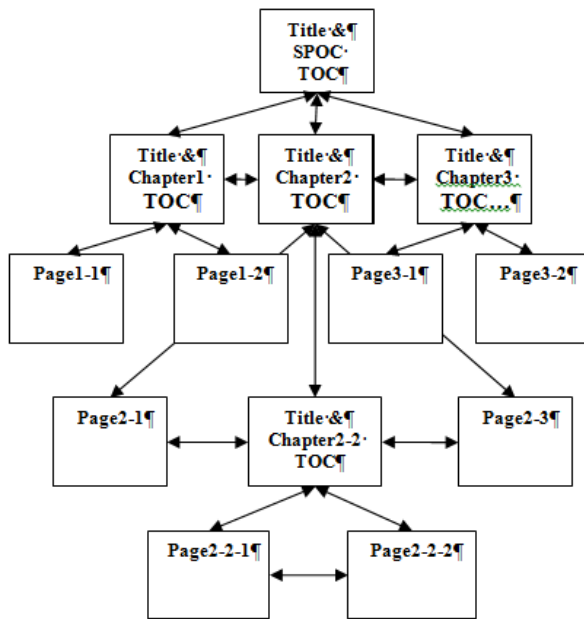 Title·&¶
SPOC·
TOC¶
Title·&¶
Chapter1·
TOC¶
Title·&¶
Chapter2·
TOC¶
Title·&¶
Chapter3·
TOC...¶
Page1-1¶
Page1-2¶
Page3-1¶
Page3-2¶
Page2-1¶
Title·&¶
Chapter2-2·
TOC¶
Page2-3¶
Page2-2-1¶
Page2-2-2¶